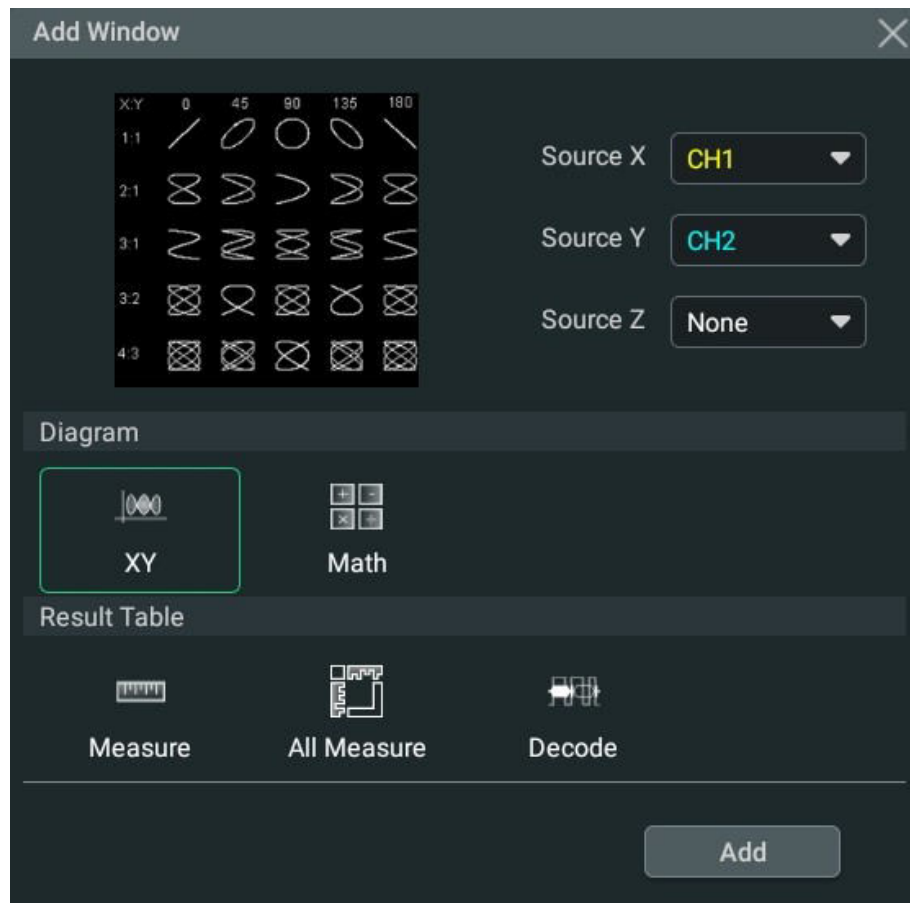 Add Window
X:Y 0 45 90 135 180
1:1
2:1
3:1
3:2
4:3
Source X CH1
Source Y CH2
Source Z None
Diagram
XY Math
Result Table
Measure All Measure Decode
Add